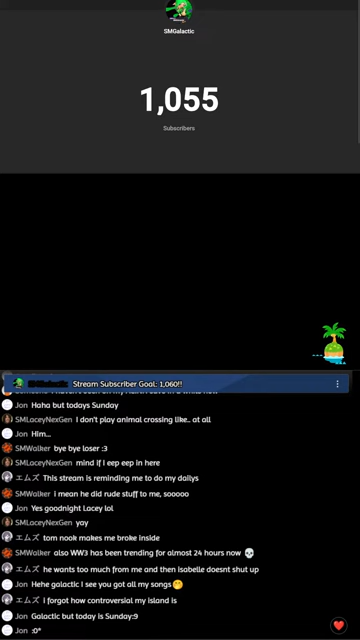 SMGalactic
1,055
Subscribers
SMGalactic Stream Subscriber Goal: 1,060!!
Jon Haha but todays Sunday
SMLaceyNexGen I don't play animal crossing like.. at all
Jon Him...
SMWalker bye bye loser :3
SMLaceyNexGen mind if I eep eep in here
エムズ This stream is reminding me to do my dailys
SMWalker i mean he did rude stuff to me, sooooo
Jon Yes goodnight Lacey lol
SMLaceyNexGen yay
エムズ tom nook makes me broke inside
SMWalker also WW3 has been trending for almost 24 hours now 💀
エムズ he wants too much from me and then isabelle doesnt shut up
Jon Hehe galactic I see you got all my songs🤭
エムズ i forgot how controversial my island is
Jon Galactic but today is Sunday:9
Jon :0*